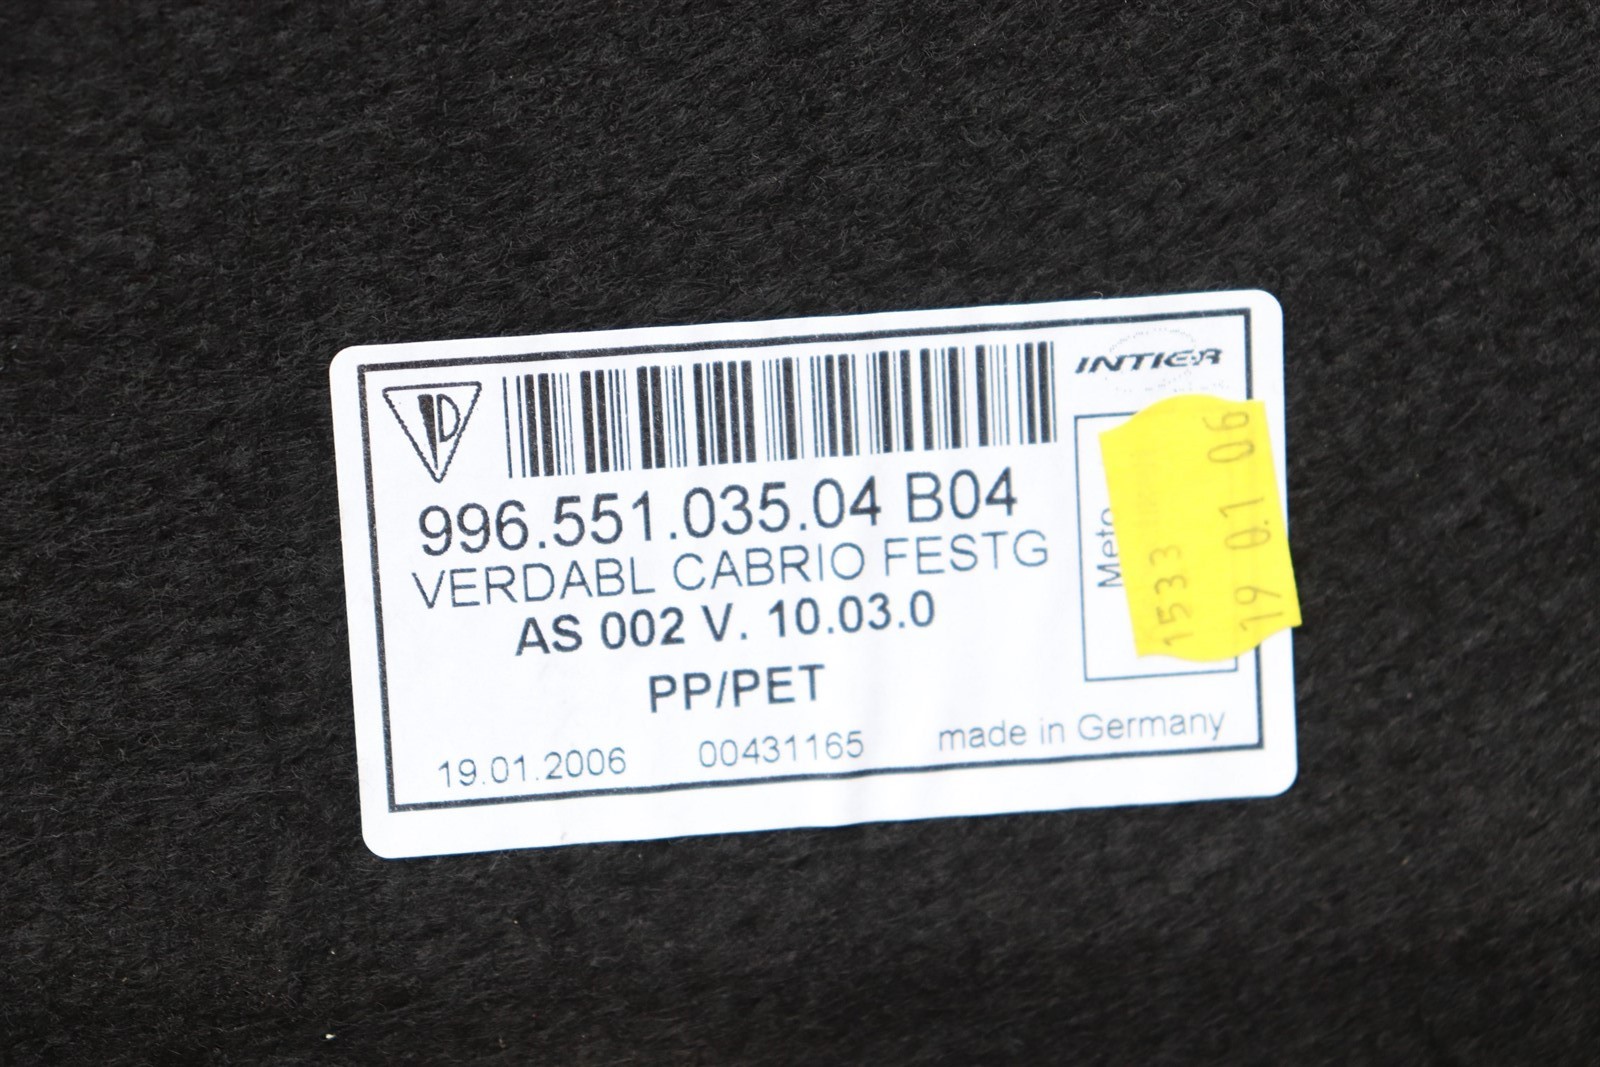 INTIER
996.551.035.04 B04
VERDABL CABRIO FESTG
AS 002 V. 10.03.0
PP/PET
19.01.2006 00431165 made in Germany
Meto
1533
19 01 06